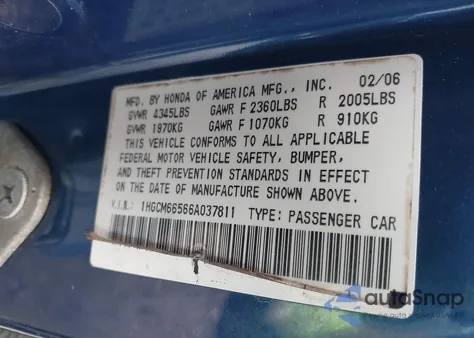 MFD. BY HONDA OF AMERICA MFG., INC. 02/06
GVWR 4345LBS GAWR F 2360LBS R 2005LBS
GVWR 1970KG GAWR F 1070KG R 910KG
THIS VEHICLE CONFORMS TO ALL APPLICABLE
FEDERAL MOTOR VEHICLE SAFETY, BUMPER,
AND THEFT PREVENTION STANDARDS IN EFFECT
ON THE DATE OF MANUFACTURE SHOWN ABOVE.
V.I.N.: 1HGCM66566A037811 TYPE: PASSENGER CAR
autoSnap